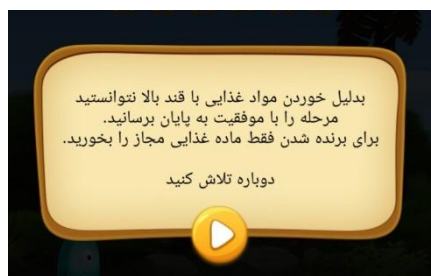 بدلیل خوردن مواد غذایی با قند بالا نتوانستید
مرحله را با موفقیت به پایان برسانید.
برای برنده شدن فقط ماده غذایی مجاز را بخورید.
دوباره تلاش کنید